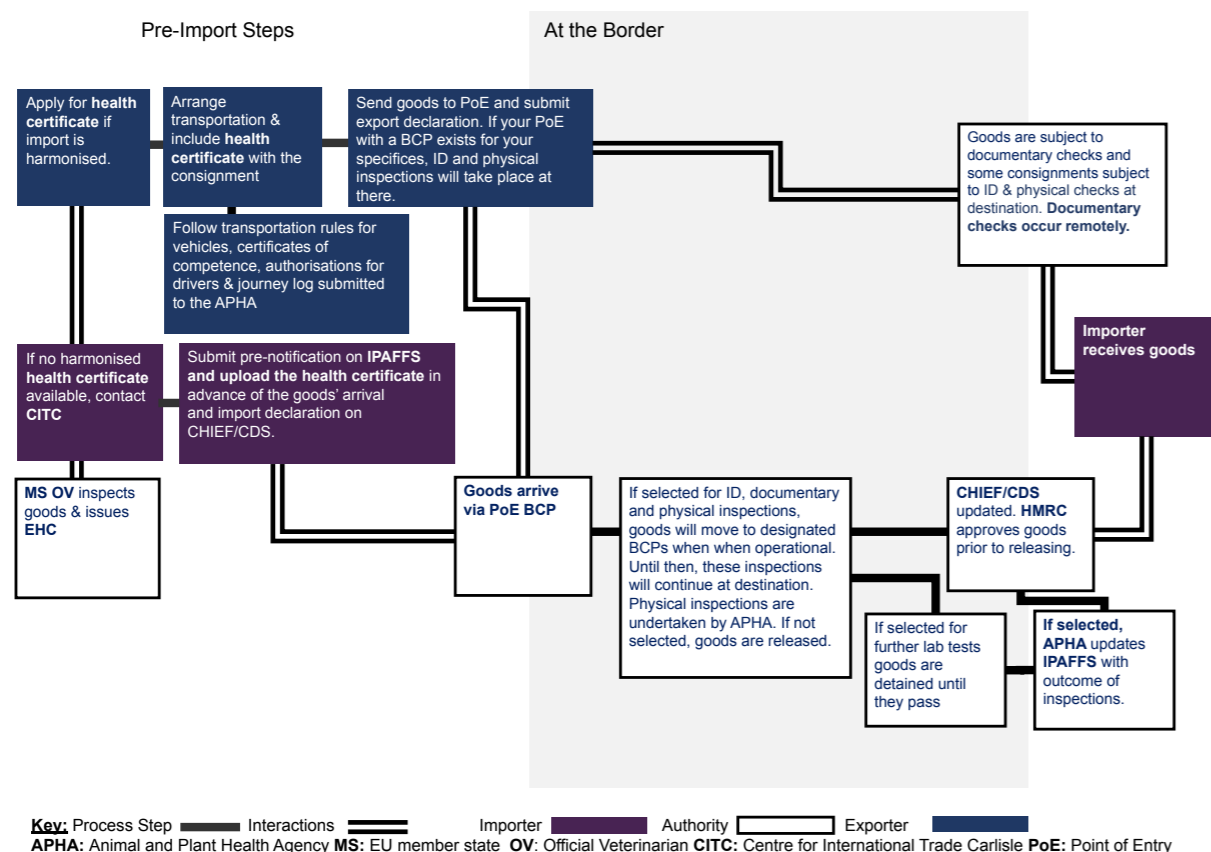 Pre-Import Steps
At the Border
Apply for health
certificate if
import is
harmonised.
Arrange
transportation &
include health
certificate with the
consignment
Send goods to PoE and submit
export declaration. If your PoE
with a BCP exists for your
specifices, ID and physical
inspections will take place at
there.
Goods are subject to
documentary checks and
some consignments subject
to ID & physical checks at
destination. Documentary
checks occur remotely.
Follow transportation rules for
vehicles, certificates of
competence, authorisations for
drivers & journey log submitted
to the APHA
Importer
receives goods
If no harmonised
health certificate
available, contact
CITC
Submit pre-notification on IPAFFS
and upload the health certificate in
advance of the goods' arrival
and import declaration on
CHIEF/CDS.
MS OV inspects
goods & issues
EHC
Goods arrive
via PoE BCP
If selected for ID, documentary
and physical inspections,
goods will move to designated
BCPs when when operational.
Until then, these inspections
will continue at destination.
Physical inspections are
undertaken by APHA. If not
selected, goods are released.
CHIEF/CDS
updated. HMRC
approves goods
prior to releasing.
If selected for
further lab tests
goods are
detained until
they pass
If selected,
APHA updates
IPAFFS with
outcome of
inspections.
Key: Process Step Interactions Importer Authority Exporter
APHA: Animal and Plant Health Agency MS: EU member state OV: Official Veterinarian CITC: Centre for International Trade Carlisle PoE: Point of Entry